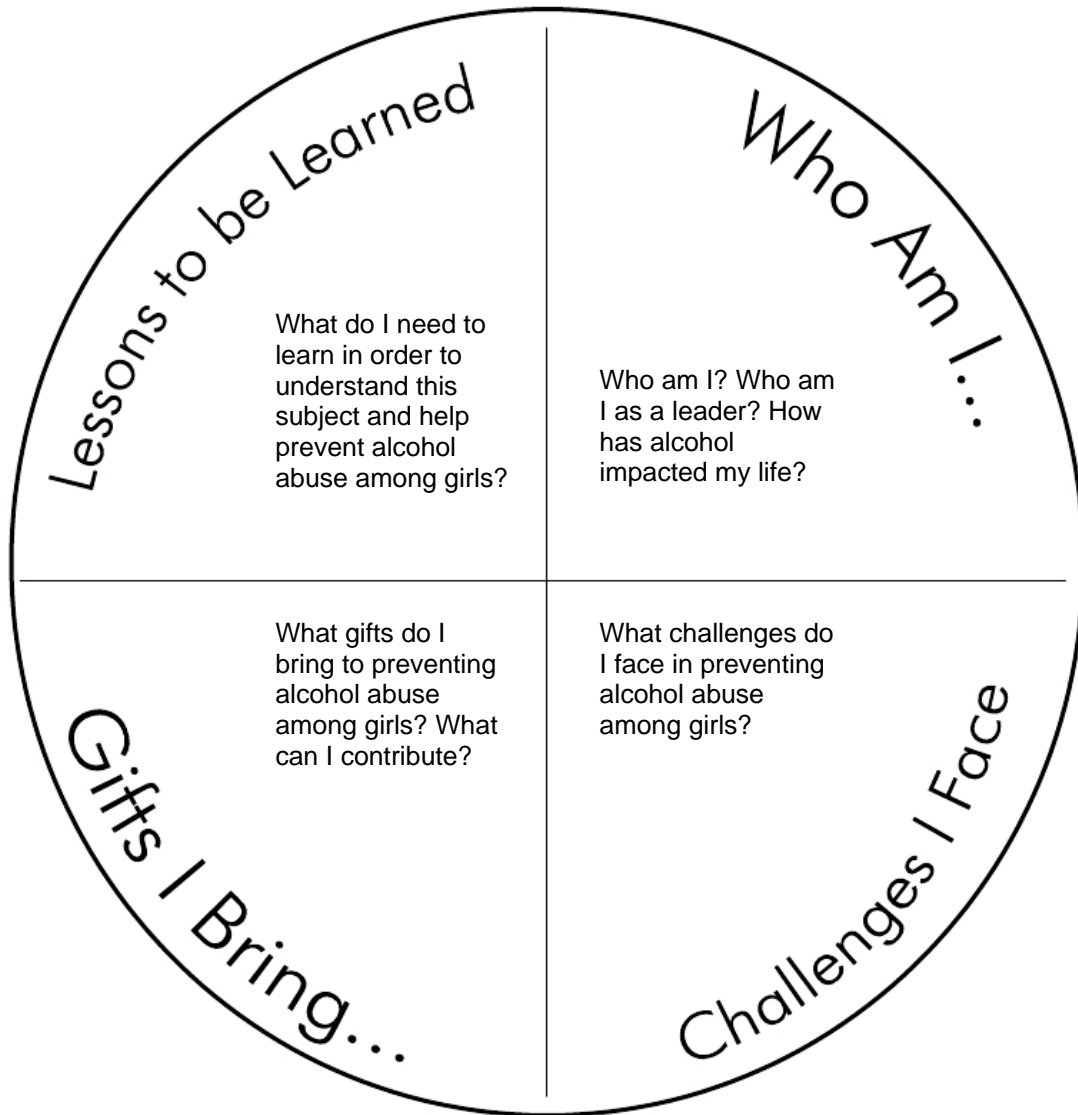 Lessons to be Learned
What do I need to
learn in order to
understand this
subject and help
prevent alcohol
abuse among girls?
Who Am I...
Who am I? Who am
I as a leader? How
has alcohol
impacted my life?
Gifts I Bring...
What gifts do I
bring to preventing
alcohol abuse
among girls? What
can I contribute?
Challenges I Face
What challenges do
I face in preventing
alcohol abuse
among girls?